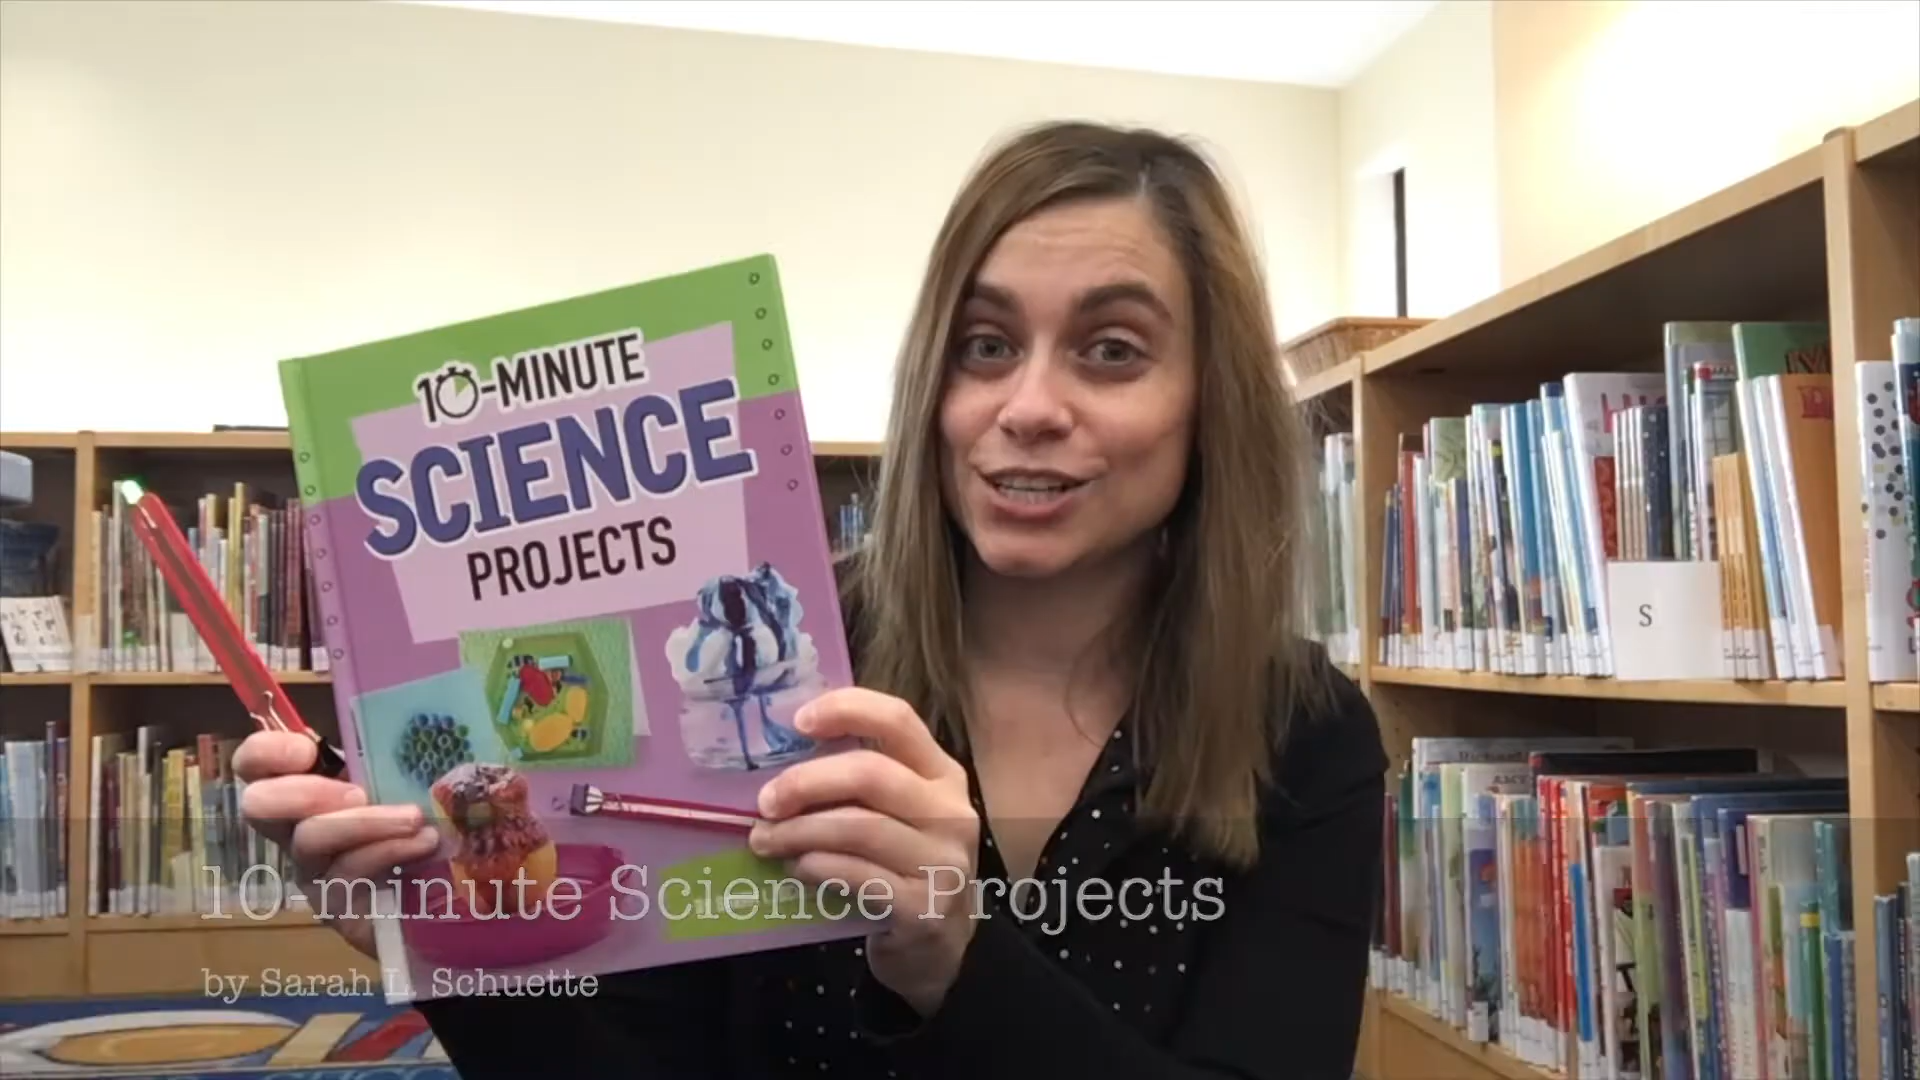 10-MINUTE
SCIENCE
PROJECTS
S
10-minute Science Projects
by Sarah L. Schuette